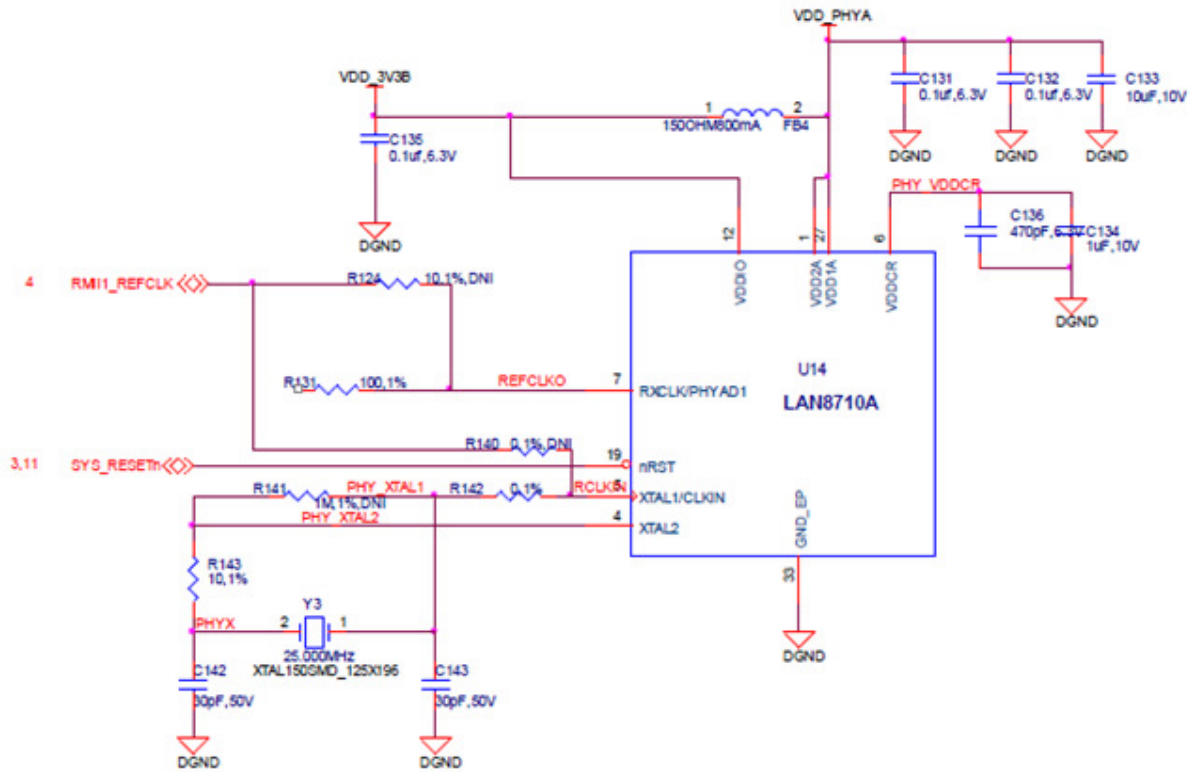 VDD_PHYA
VDD_3V3B
C131
0.1uf,6.3V
C132
0.1uf,6.3V
C133
10uF,10V
1
2
150OHM800mA
FB4
C135
0.1uf,6.3V
DGND
DGND
DGND
PHY_VDDCR
DGND
12
1
27
6
C136
470pF,6.3V
C134
1uF,10V
VDDIO
VDD2A
VDD1A
VDDCR
4
RMII1_REFCLK
R124
10,1%,DNI
DGND
U14
LAN8710A
R131
100,1%
REFCLKO
7
RXCLK/PHYAD1
R140
0,1%,DNI
3,11
SYS_RESETn
19
nRST
R141
PHY_XTAL1
R142
0,1%
RCLKIN
5
XTAL1/CLKIN
1M,1%,DNI
PHY_XTAL2
4
XTAL2
GND_EP
R143
10,1%
33
Y3
PHYX
2
1
25.000MHz
XTAL150SMD_125X196
DGND
C142
30pF,50V
C143
30pF,50V
DGND
DGND